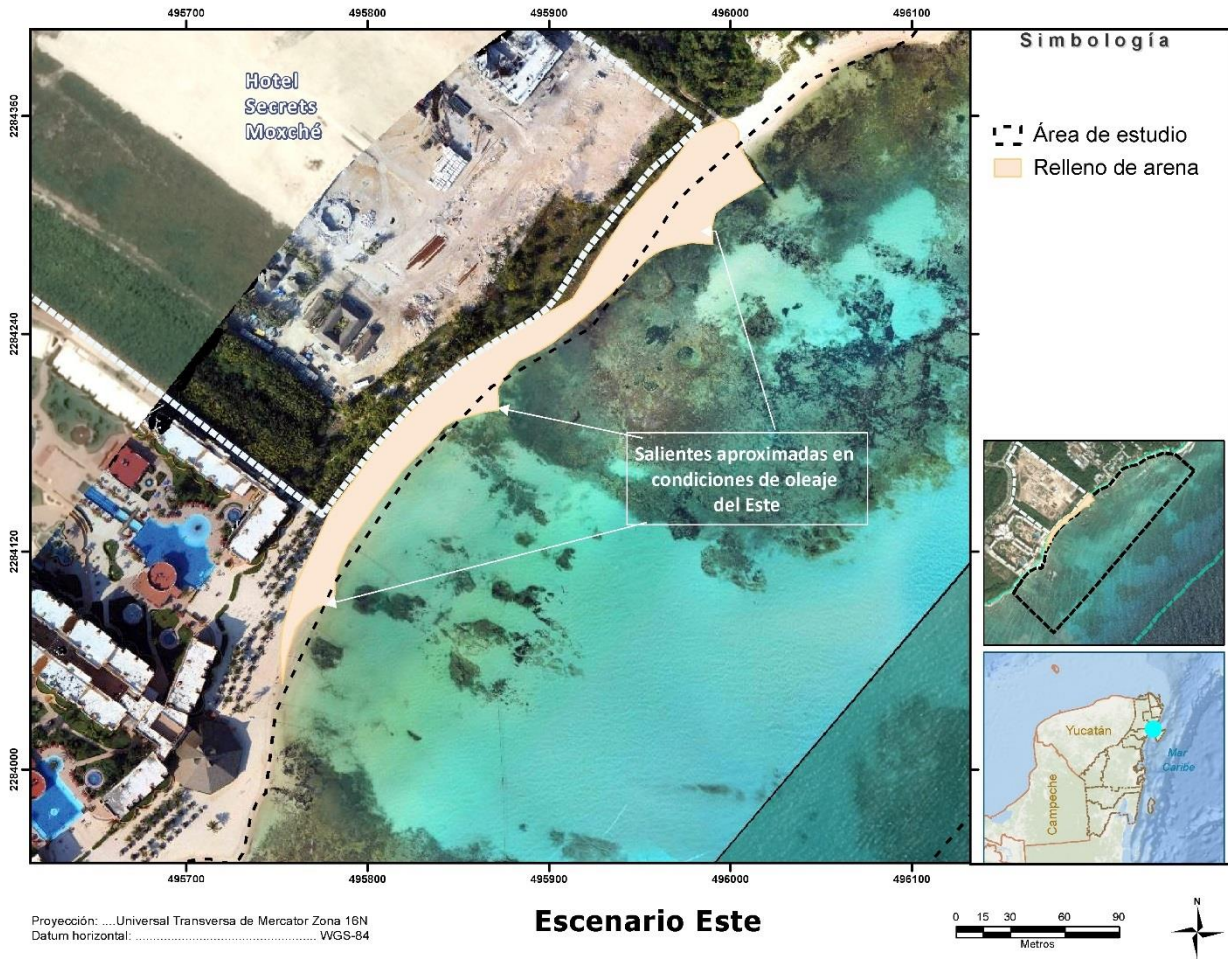 495700 495800 495900 496000 496100
Simbología
Área de estudio
Relleno de arena
2284360
2284240
2284120
2284000
Hotel
Secrets
Moxché
Salientes aproximadas en
condiciones de oleaje
del Este
Yucatán
Campeche
Mar
Caribe
495700 495800 495900 496000 496100
Proyección: ....Universal Transversa de Mercator Zona 16N
Datum horizontal: ........................................................ WGS-84
Escenario Este
0 15 30 60 90
Metros
N